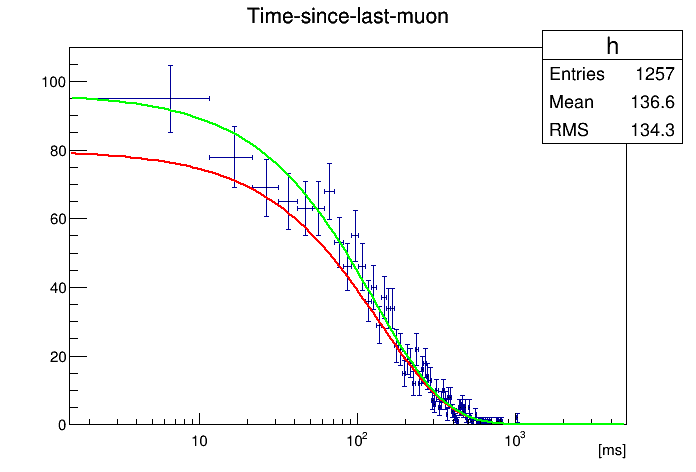 Time-since-last-muon
h
Entries 1257
Mean 136.6
RMS 134.3
100
80
60
40
20
0
10 10² 10³
[ms]